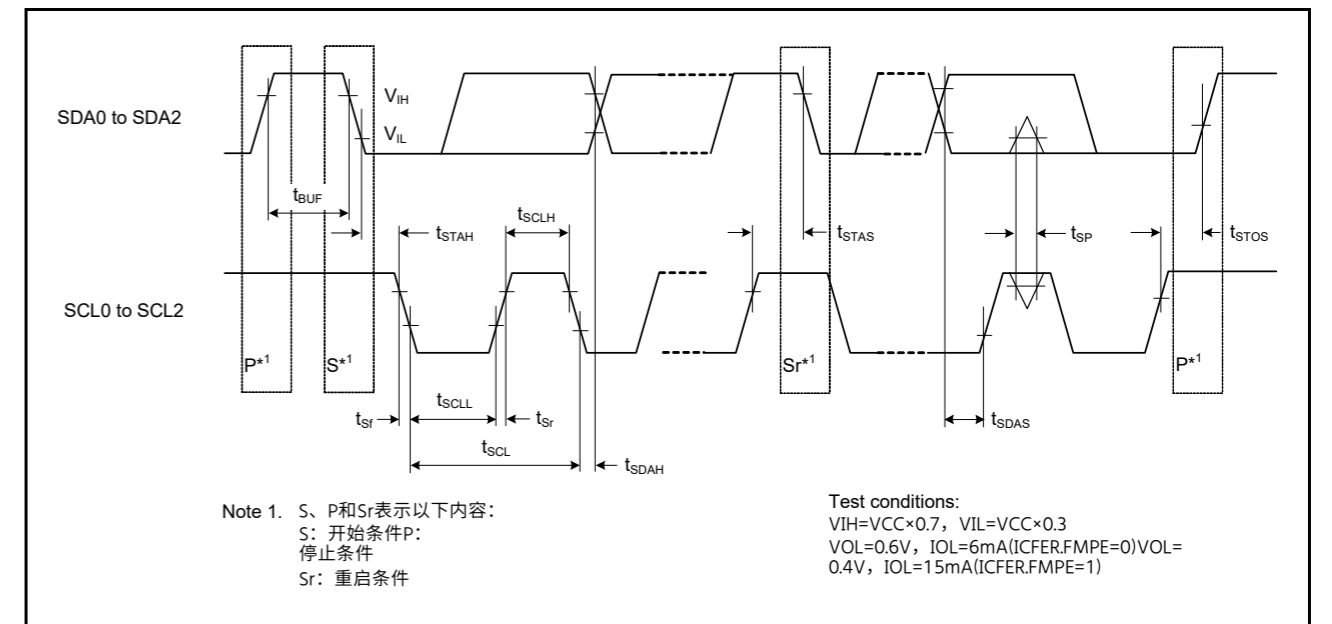 SDA0 to SDA2
VIH
VIL
tBUF
tSCLH
tSTAH
tSTAS
tSP
tSTOS
SCL0 to SCL2
P*1
S*1
Sr*1
P*1
tSCLL
tSf
tSr
tSDAS
tSCL
tSDAH
Note 1. S、P和Sr表示以下内容：
S：开始条件P：
停止条件
Sr：重启条件
Test conditions:
VIH=VCC×0.7，VIL=VCC×0.3
VOL=0.6V，IOL=6mA(ICFER.FMPE=0)VOL=
0.4V，IOL=15mA(ICFER.FMPE=1)